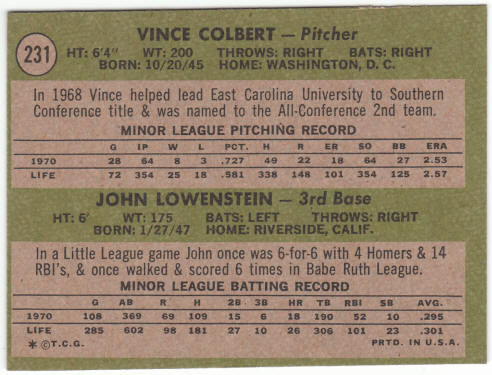 231
VINCE COLBERT — Pitcher
HT: 6'4" WT: 200 THROWS: RIGHT BATS: RIGHT
BORN: 10/20/45 HOME: WASHINGTON, D. C.
In 1968 Vince helped lead East Carolina University to Southern
Conference title & was named to the All-Conference 2nd team.
MINOR LEAGUE PITCHING RECORD
G IP W L PCT. H R ER SO BB ERA
1970 28 64 8 3 .727 49 22 18 64 27 2.53
LIFE 72 354 25 18 .581 338 148 101 354 125 2.57
JOHN LOWENSTEIN — 3rd Base
HT: 6' WT: 175 BATS: LEFT THROWS: RIGHT
BORN: 1/27/47 HOME: RIVERSIDE, CALIF.
In a Little League game John once was 6-for-6 with 4 Homers & 14
RBI's, & once walked & scored 6 times in Babe Ruth League.
MINOR LEAGUE BATTING RECORD
G AB R H 2B 3B HR TB RBI SB AVG.
1970 108 369 69 109 15 6 18 190 52 10 .295
LIFE 285 602 98 181 27 10 26 306 101 23 .301
* © T.C.G. PRTD. IN U.S.A.